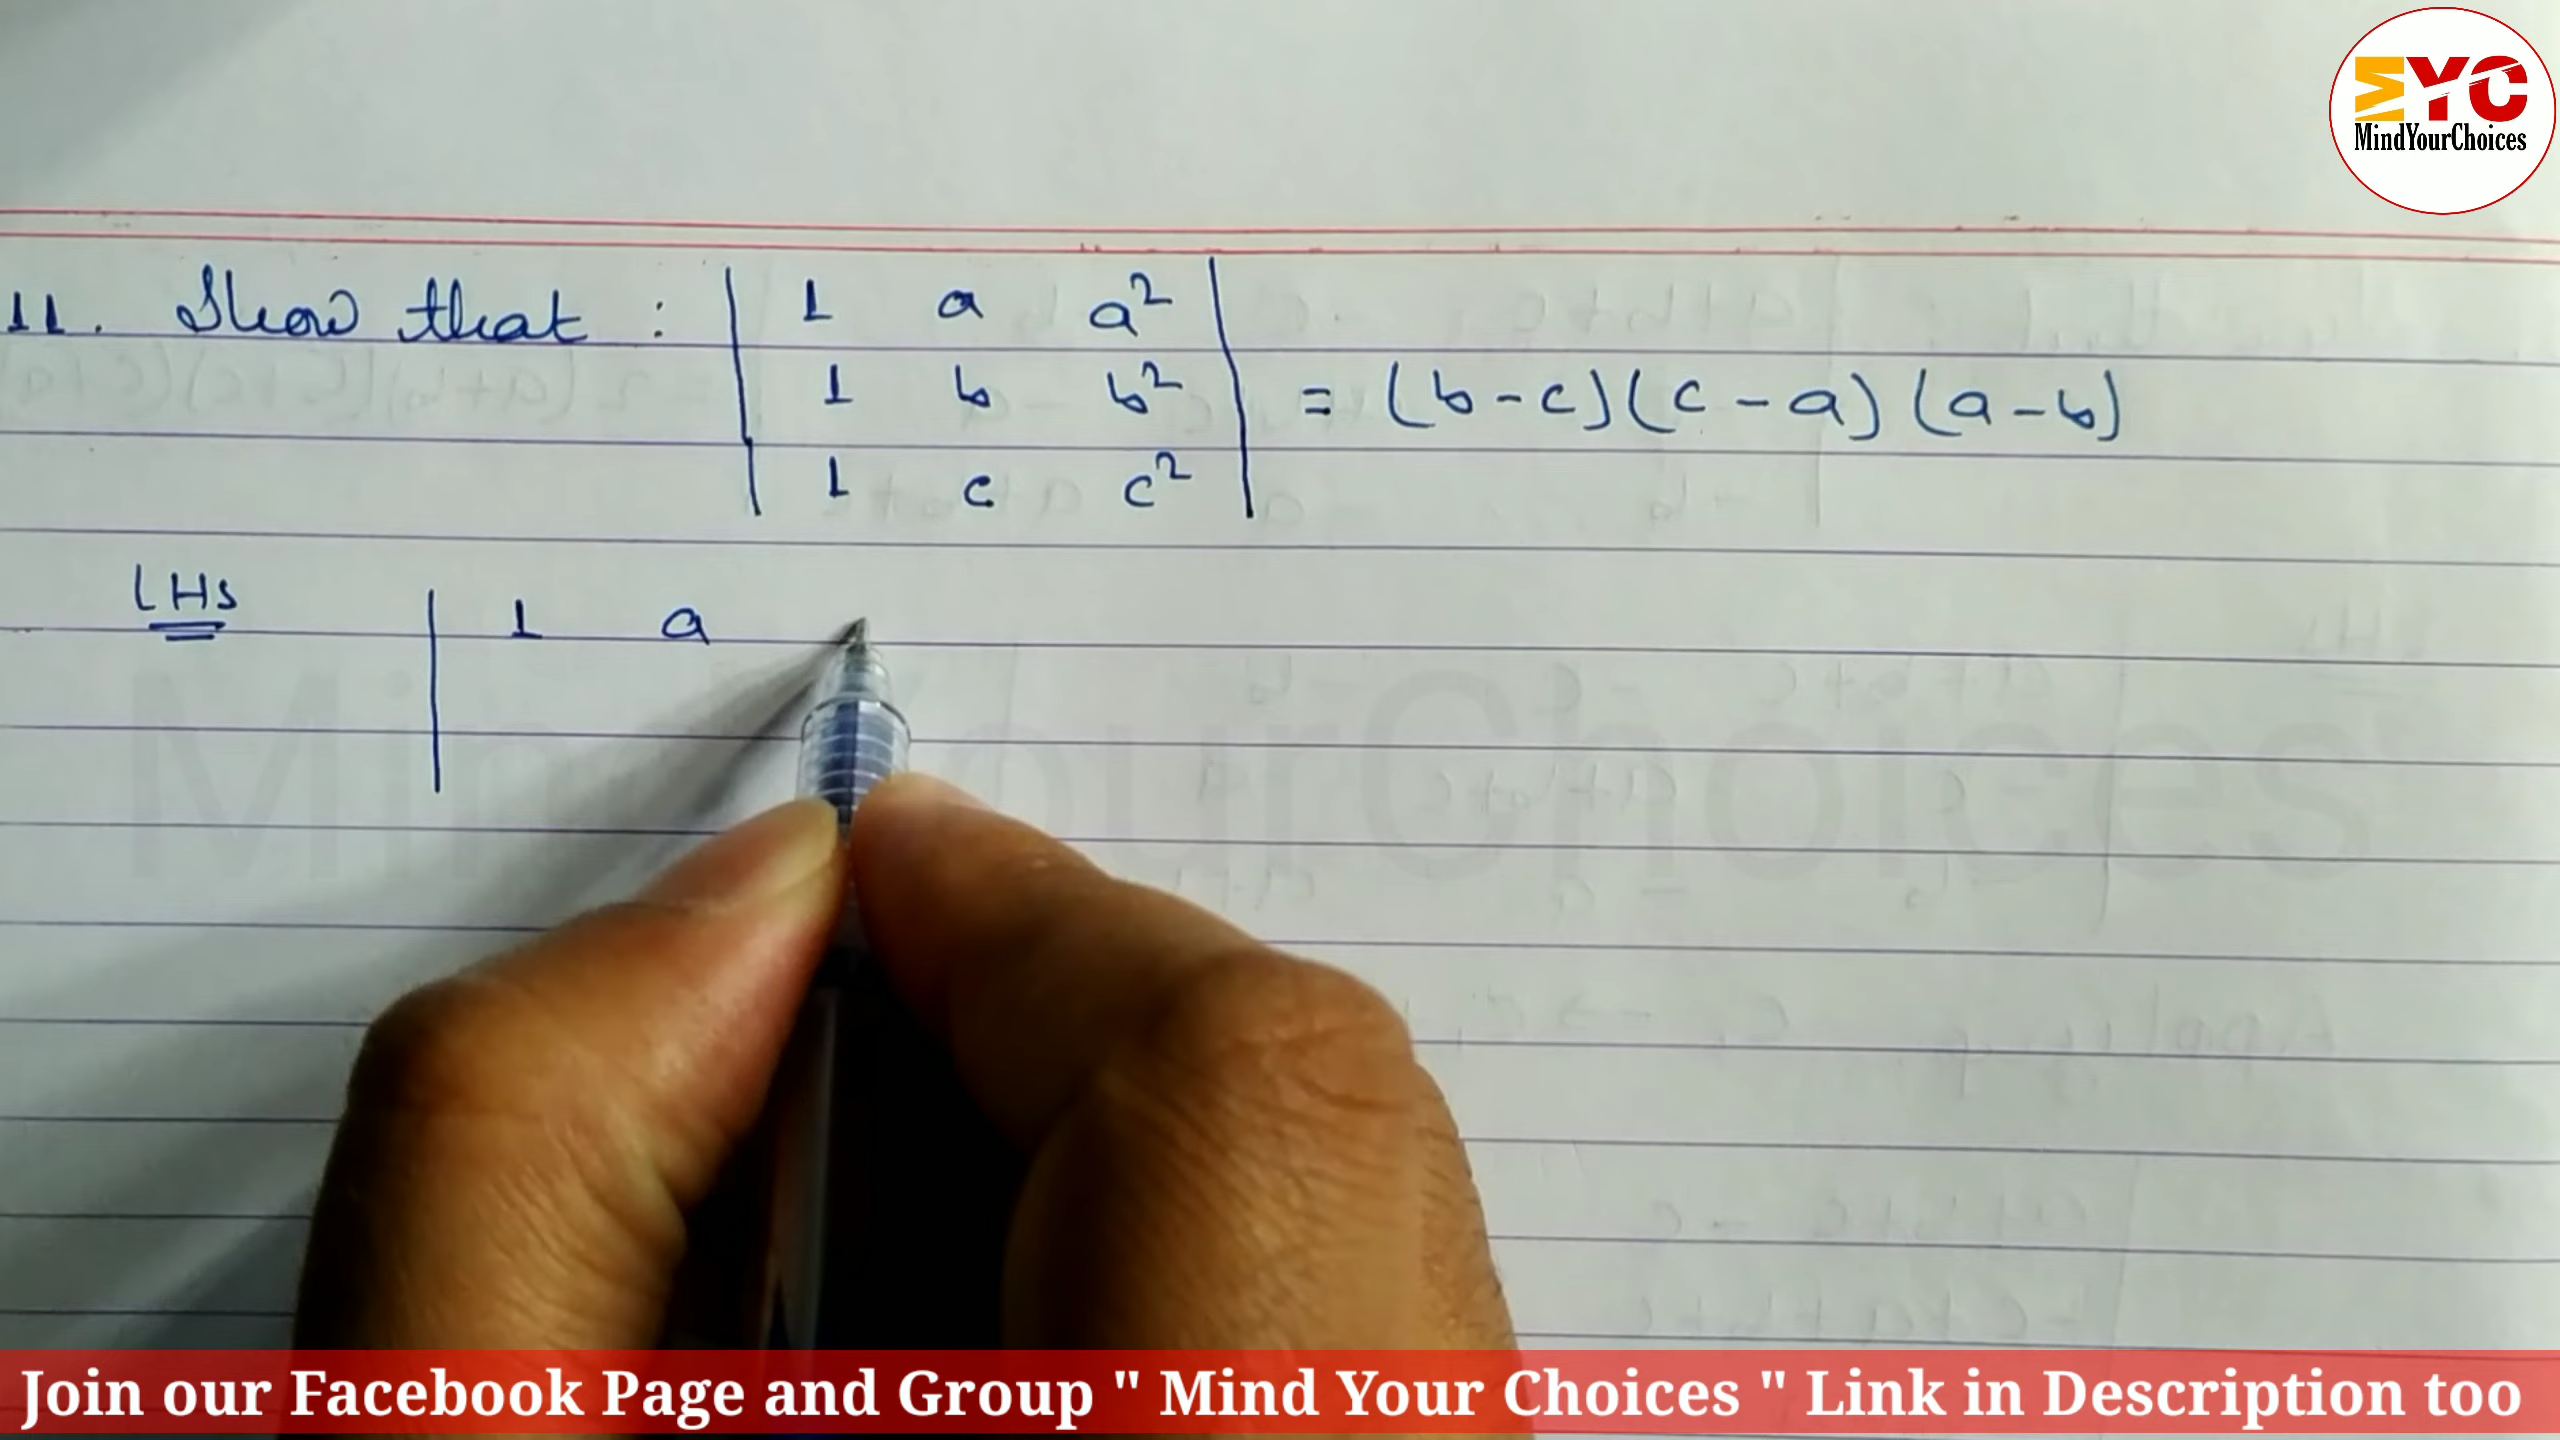 MYC
MindYourChoices
11. Show that : | 1 a a² |
| 1 b b² | = (b-c)(c-a)(a-b)
| 1 c c² |
LHS | 1 a
MindYourChoices
Join our Facebook Page and Group " Mind Your Choices " Link in Description too